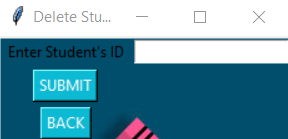 Delete Stu...
Enter Student's ID
SUBMIT
BACK